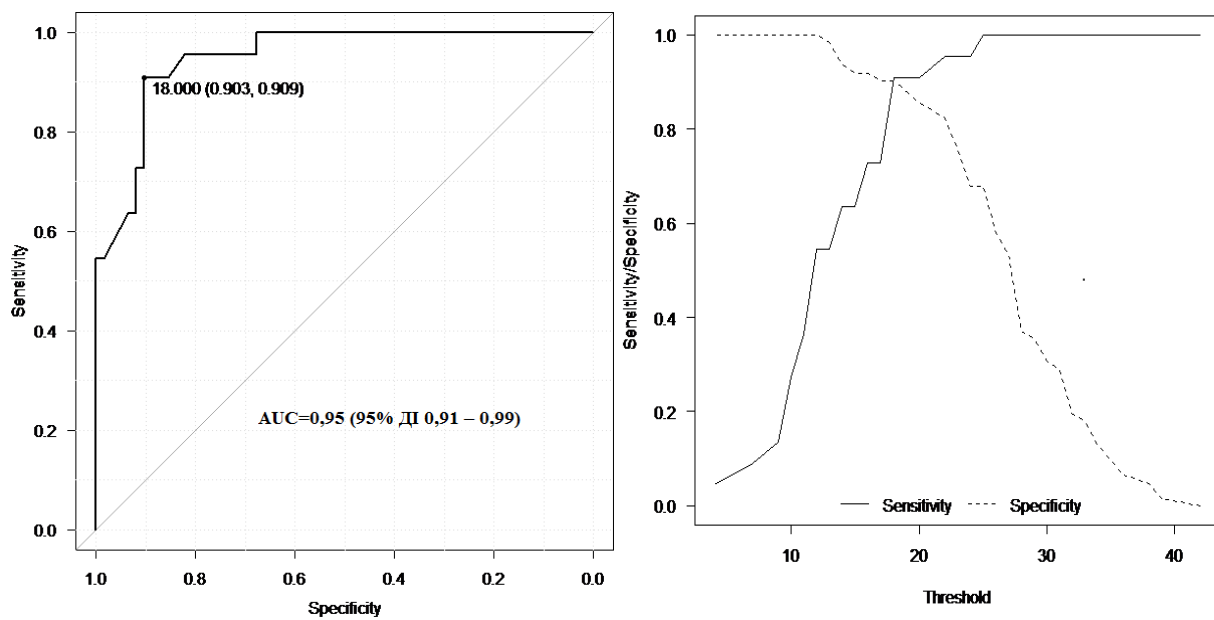 1.0
0.8
0.6
0.4
0.2
0.0
Sensitivity
18.000 (0.903, 0.909)
AUC=0,95 (95% ДІ 0,91 – 0,99)
1.0 0.8 0.6 0.4 0.2 0.0
Specificity
1.0
0.8
0.6
0.4
0.2
0.0
Sensitivity/Specificity
Sensitivity Specificity
10 20 30 40
Threshold